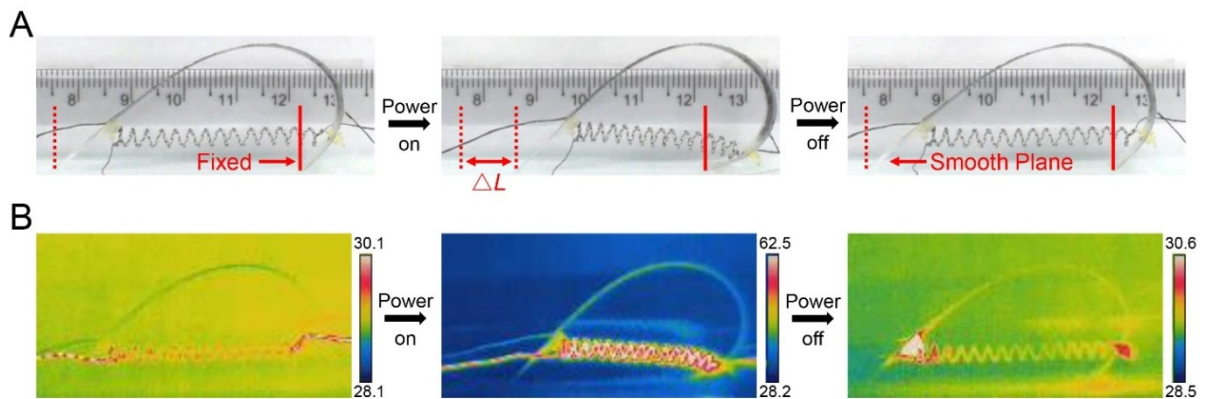 A
8 9 10 11 12 13
Fixed
Power
on
8 9 10 11 12 13
△L
Power
off
8 9 10 11 12 13
Smooth Plane
B
30.1
28.1
Power
on
62.5
28.2
Power
off
30.6
28.5